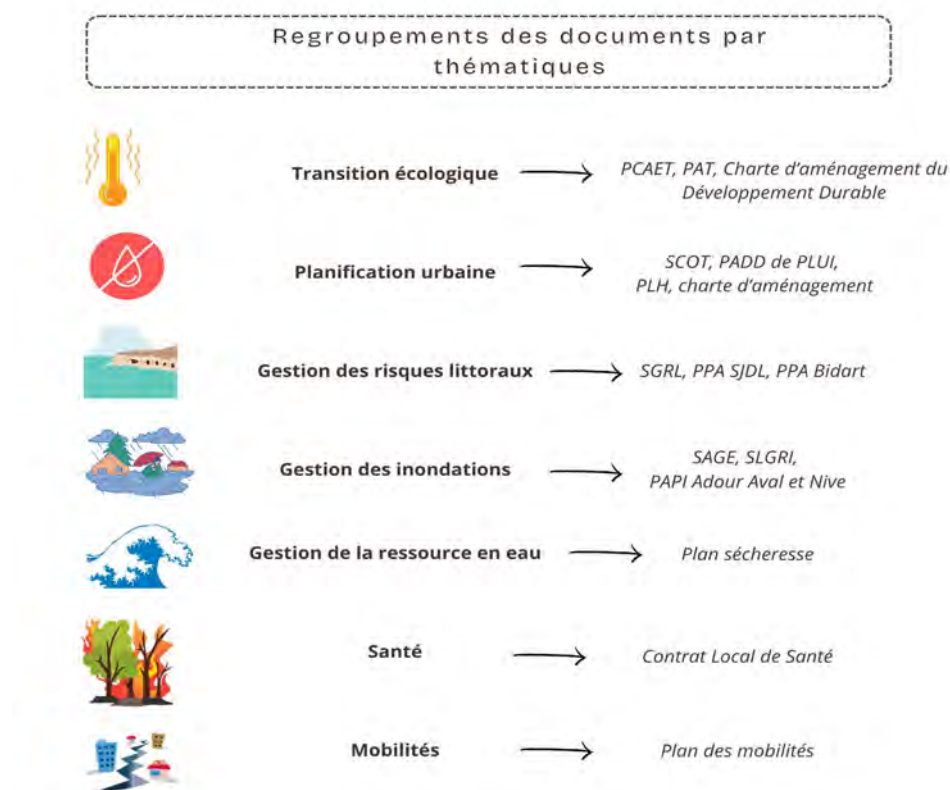 Regroupements des documents par
thématiques
Transition écologique
PCAET, PAT, Charte d'aménagement du
Développement Durable
Planification urbaine
SCOT, PADD de PLUI,
PLH, charte d'aménagement
Gestion des risques littoraux
SGRL, PPA SJDL, PPA Bidart
Gestion des inondations
SAGE, SLGRI,
PAPI Adour Aval et Nive
Gestion de la ressource en eau
Plan sécheresse
Santé
Contrat Local de Santé
Mobilités
Plan des mobilités